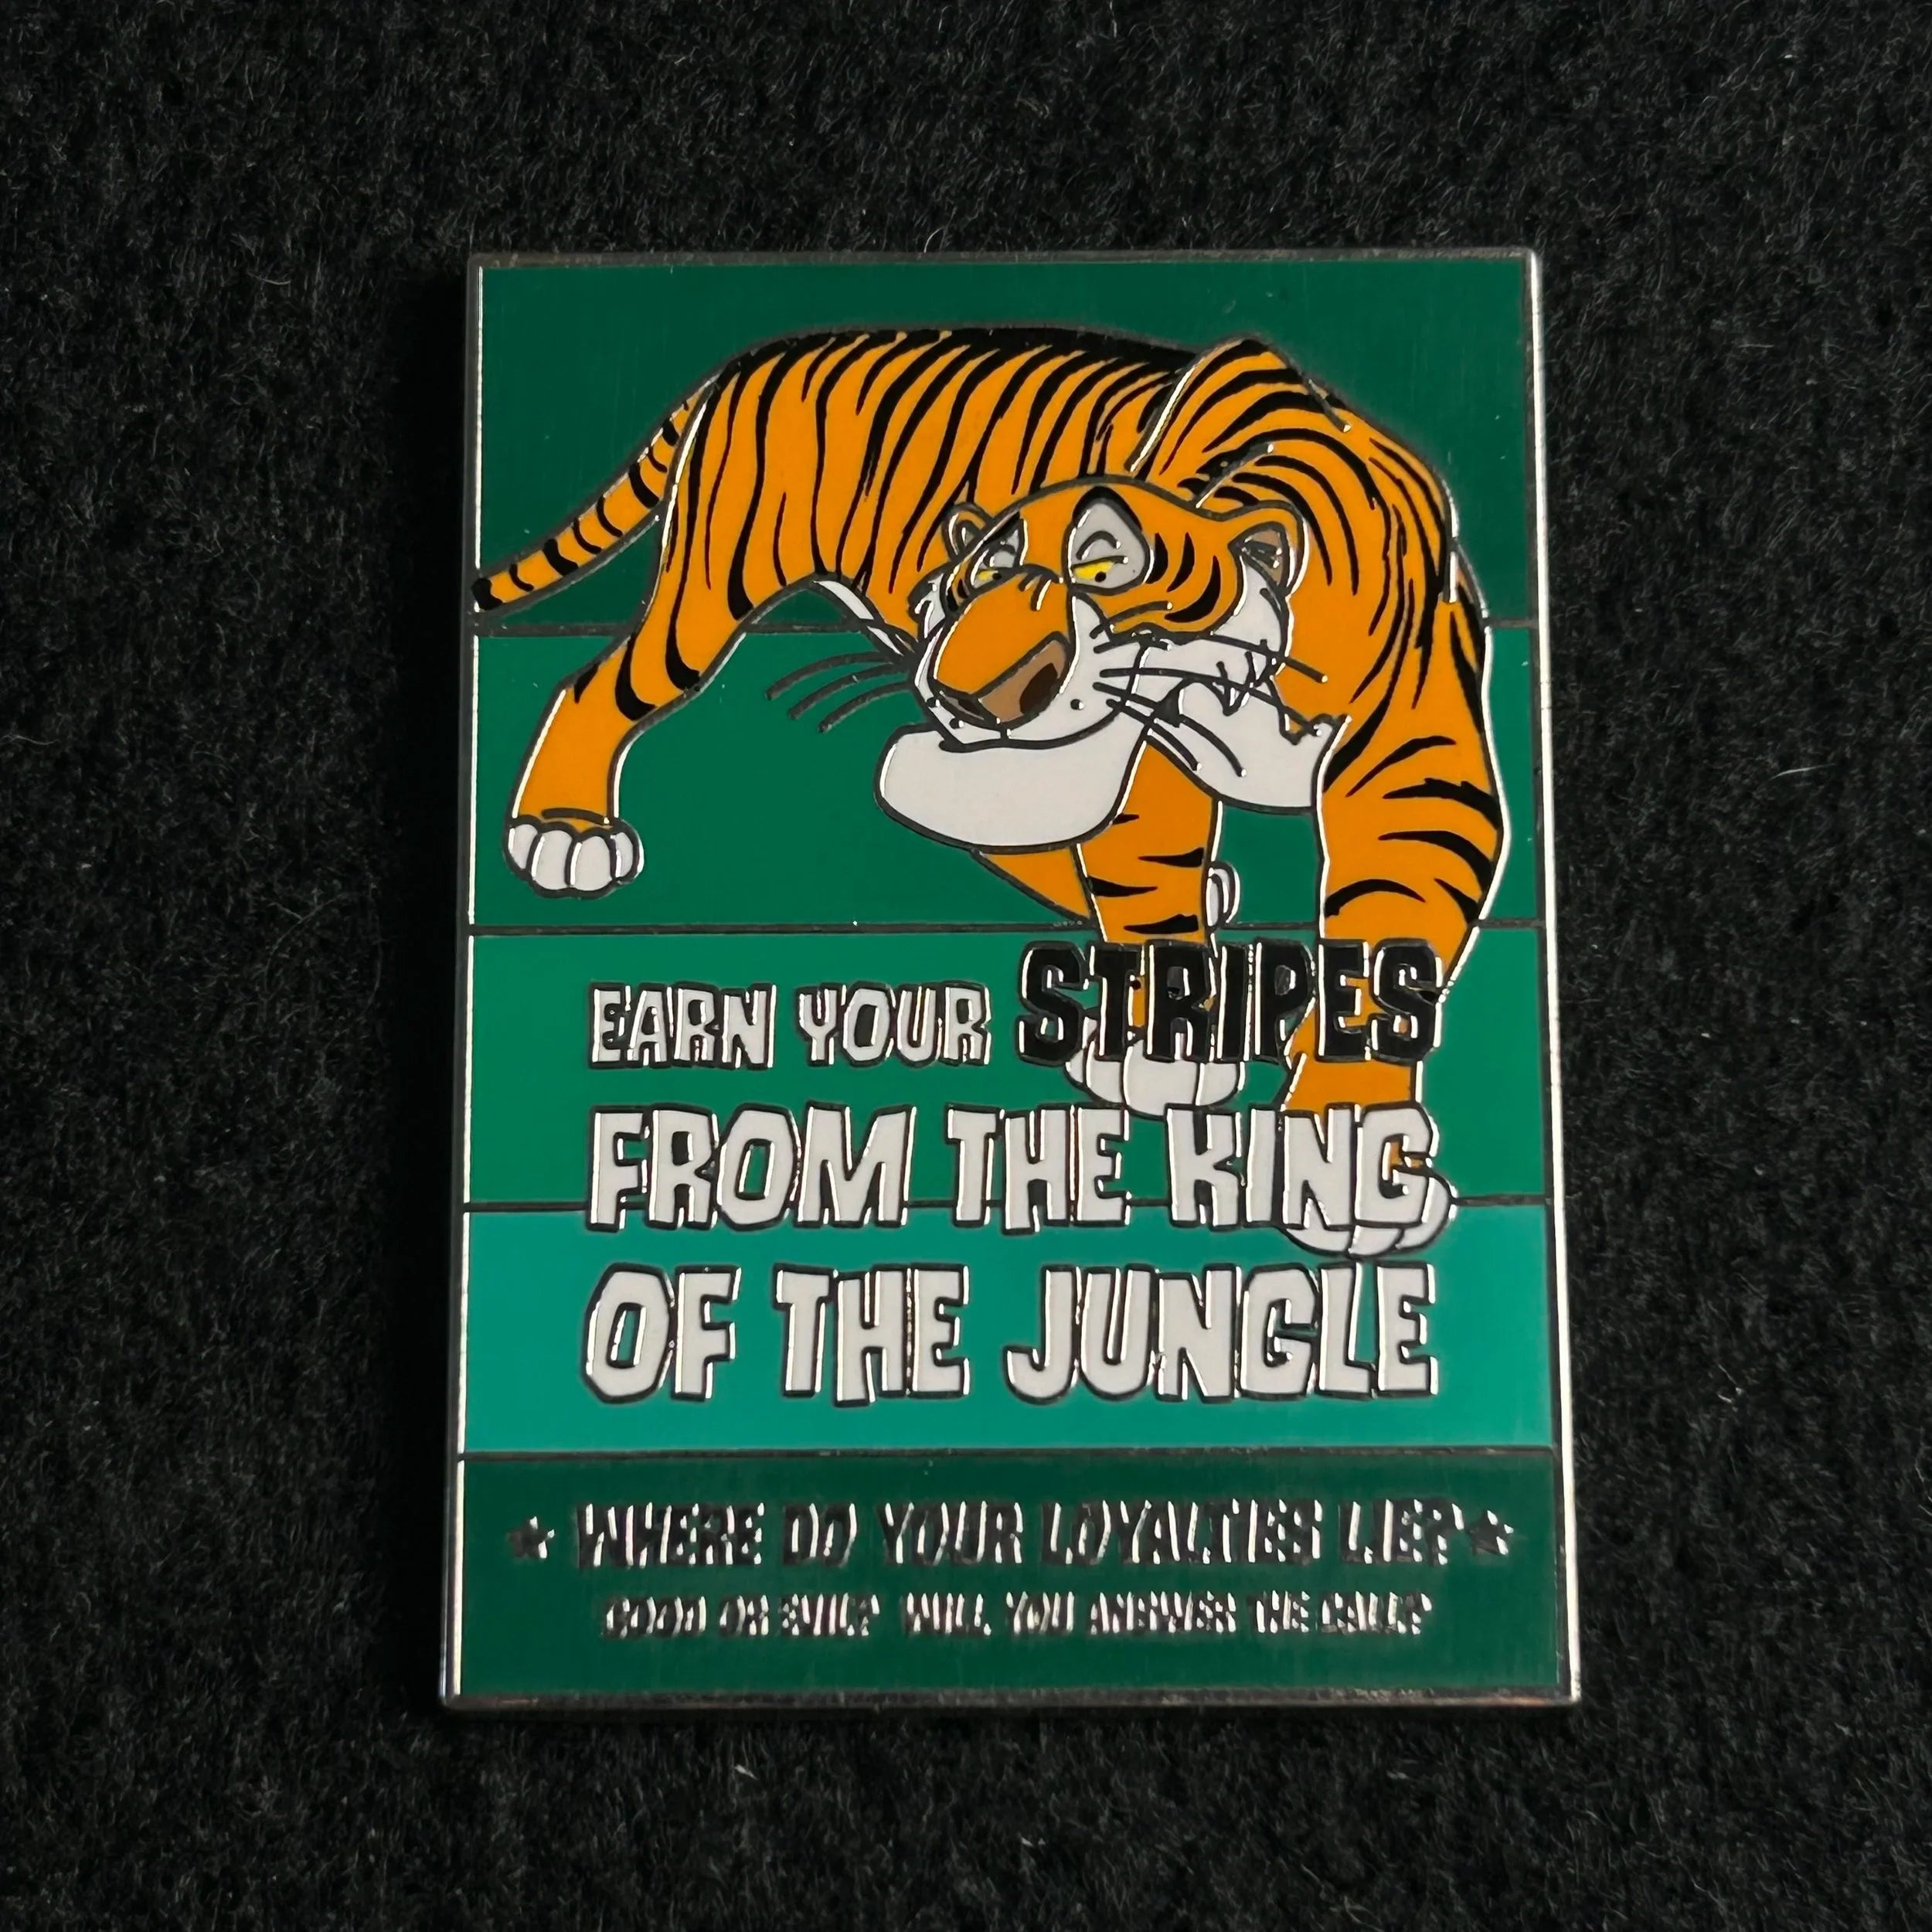 EARN YOUR STRIPES
FROM THE KING
OF THE JUNGLE
★ WHERE DO YOUR LOYALTIES LIE? ★
GOOD OR EVIL? WILL YOU ANSWER THE CALL?